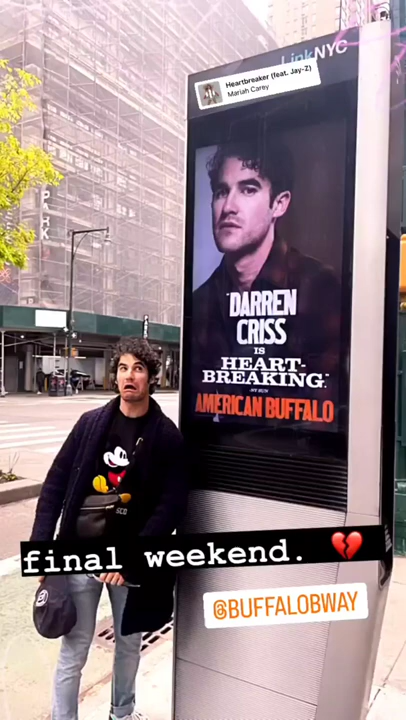 LinkNYC
Heartbreaker (feat. Jay-Z)
Mariah Carey
PARK
"DARREN
CRISS
IS
HEART-
BREAKING."
AMERICAN BUFFALO
final weekend. 💔
@BUFFALOBWAY